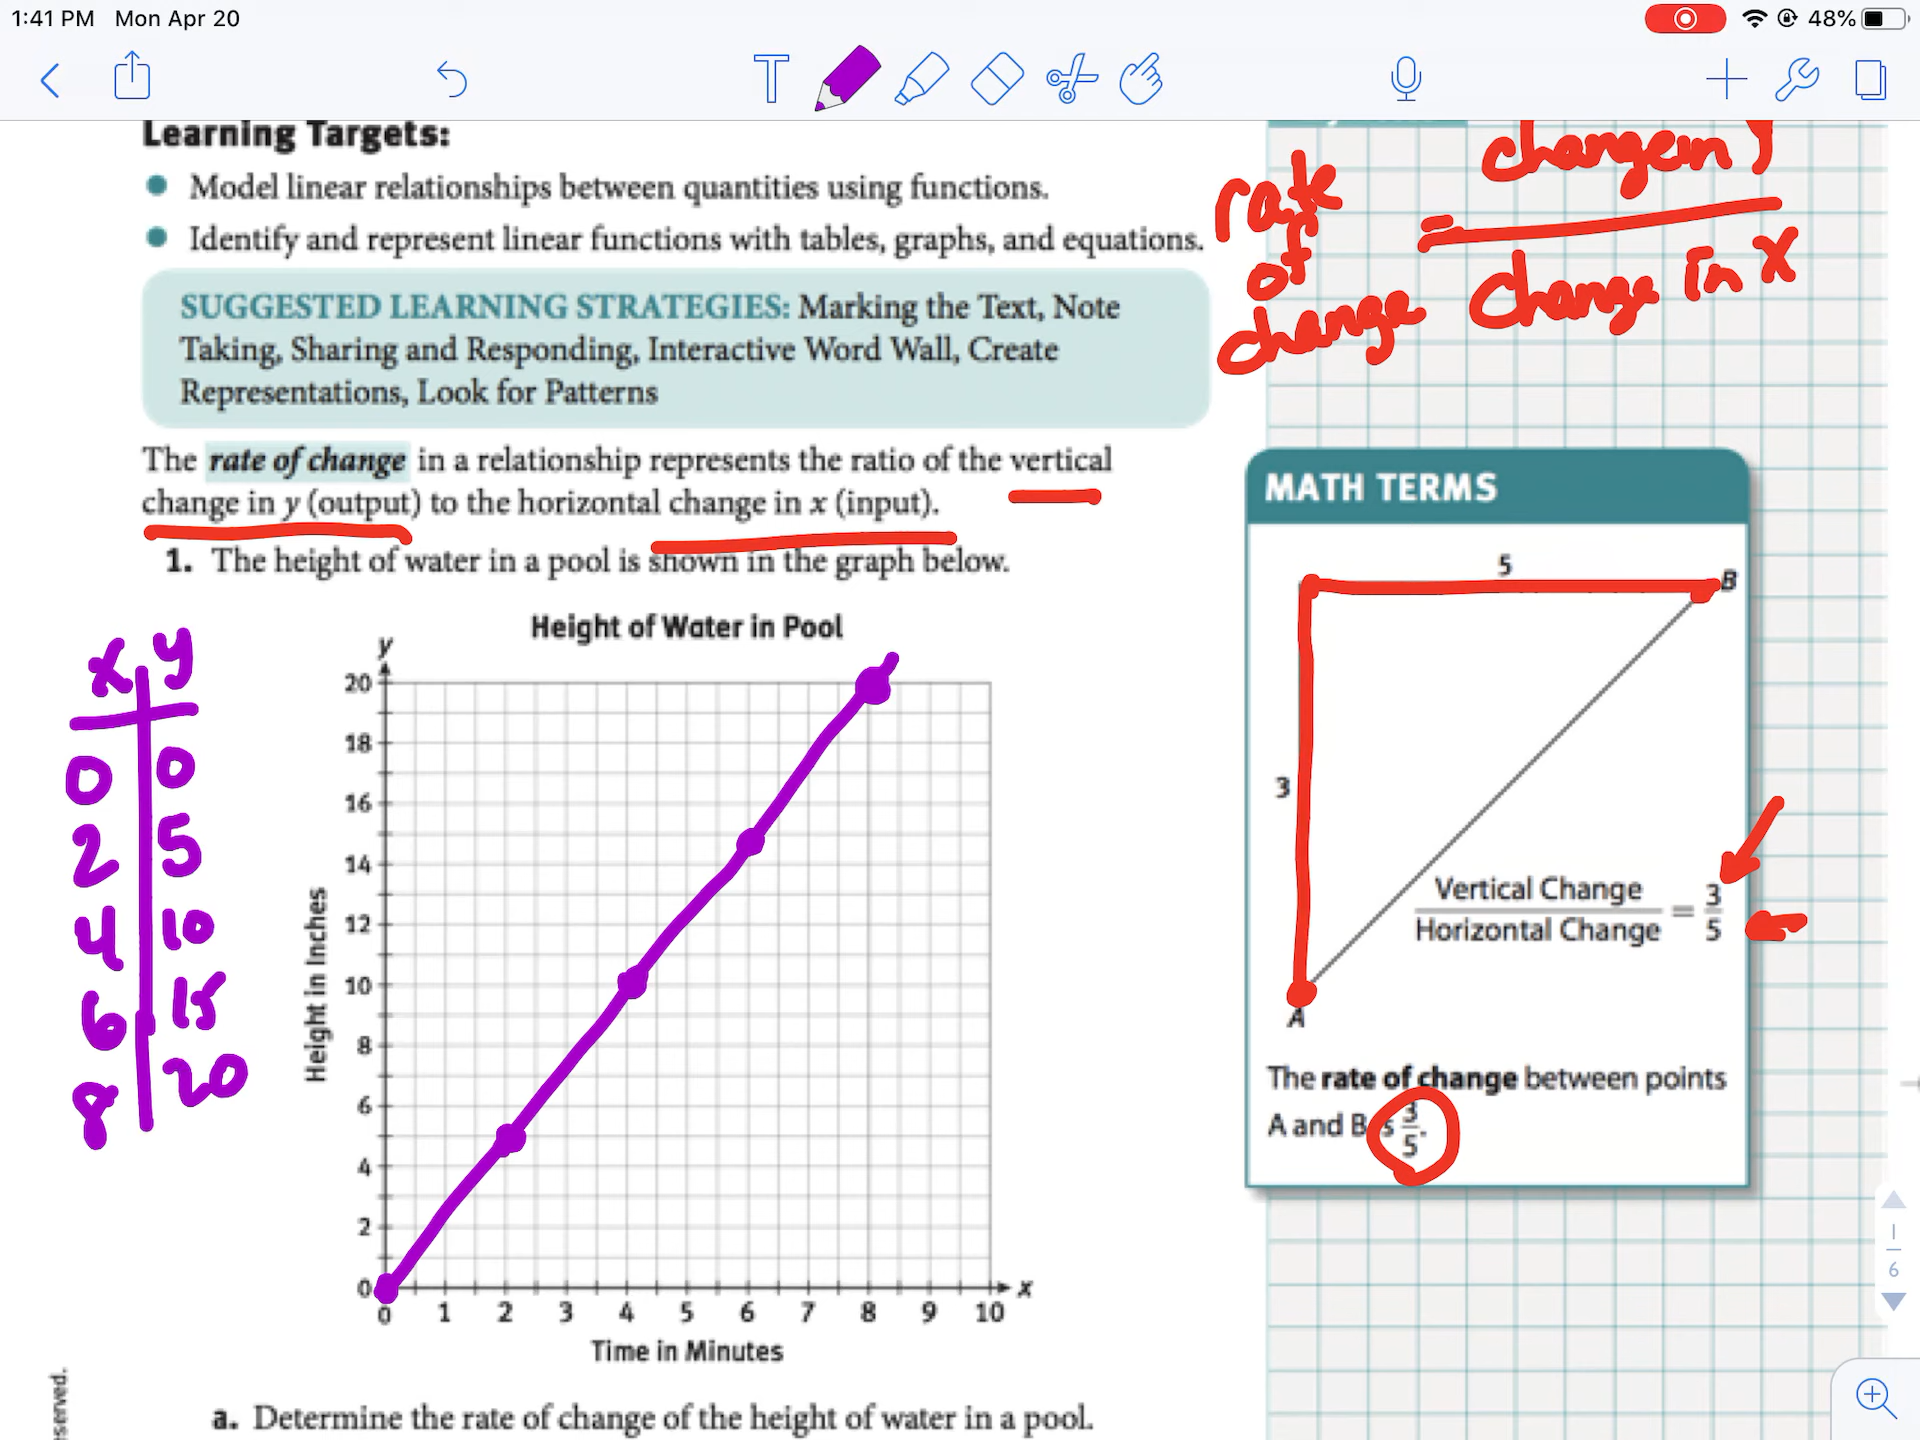 1:41 PM Mon Apr 20
48%
T
Learning Targets:
Model linear relationships between quantities using functions.
Identify and represent linear functions with tables, graphs, and equations.
SUGGESTED LEARNING STRATEGIES: Marking the Text, Note
Taking, Sharing and Responding, Interactive Word Wall, Create
Representations, Look for Patterns
The rate of change in a relationship represents the ratio of the vertical
change in y (output) to the horizontal change in x (input).
1. The height of water in a pool is shown in the graph below.
x y
0 0
2 5
4 10
6 15
8 20
Height of Water in Pool
y
20
18
16
14
12
10
8
6
4
2
0
Height in Inches
0 1 2 3 4 5 6 7 8 9 10 x
Time in Minutes
a. Determine the rate of change of the height of water in a pool.
rate
of
change
= change in y
change in x
MATH TERMS
5
B
3
A
Vertical Change
Horizontal Change
= 3
5
The rate of change between points
A and B s 3
5.
1
6